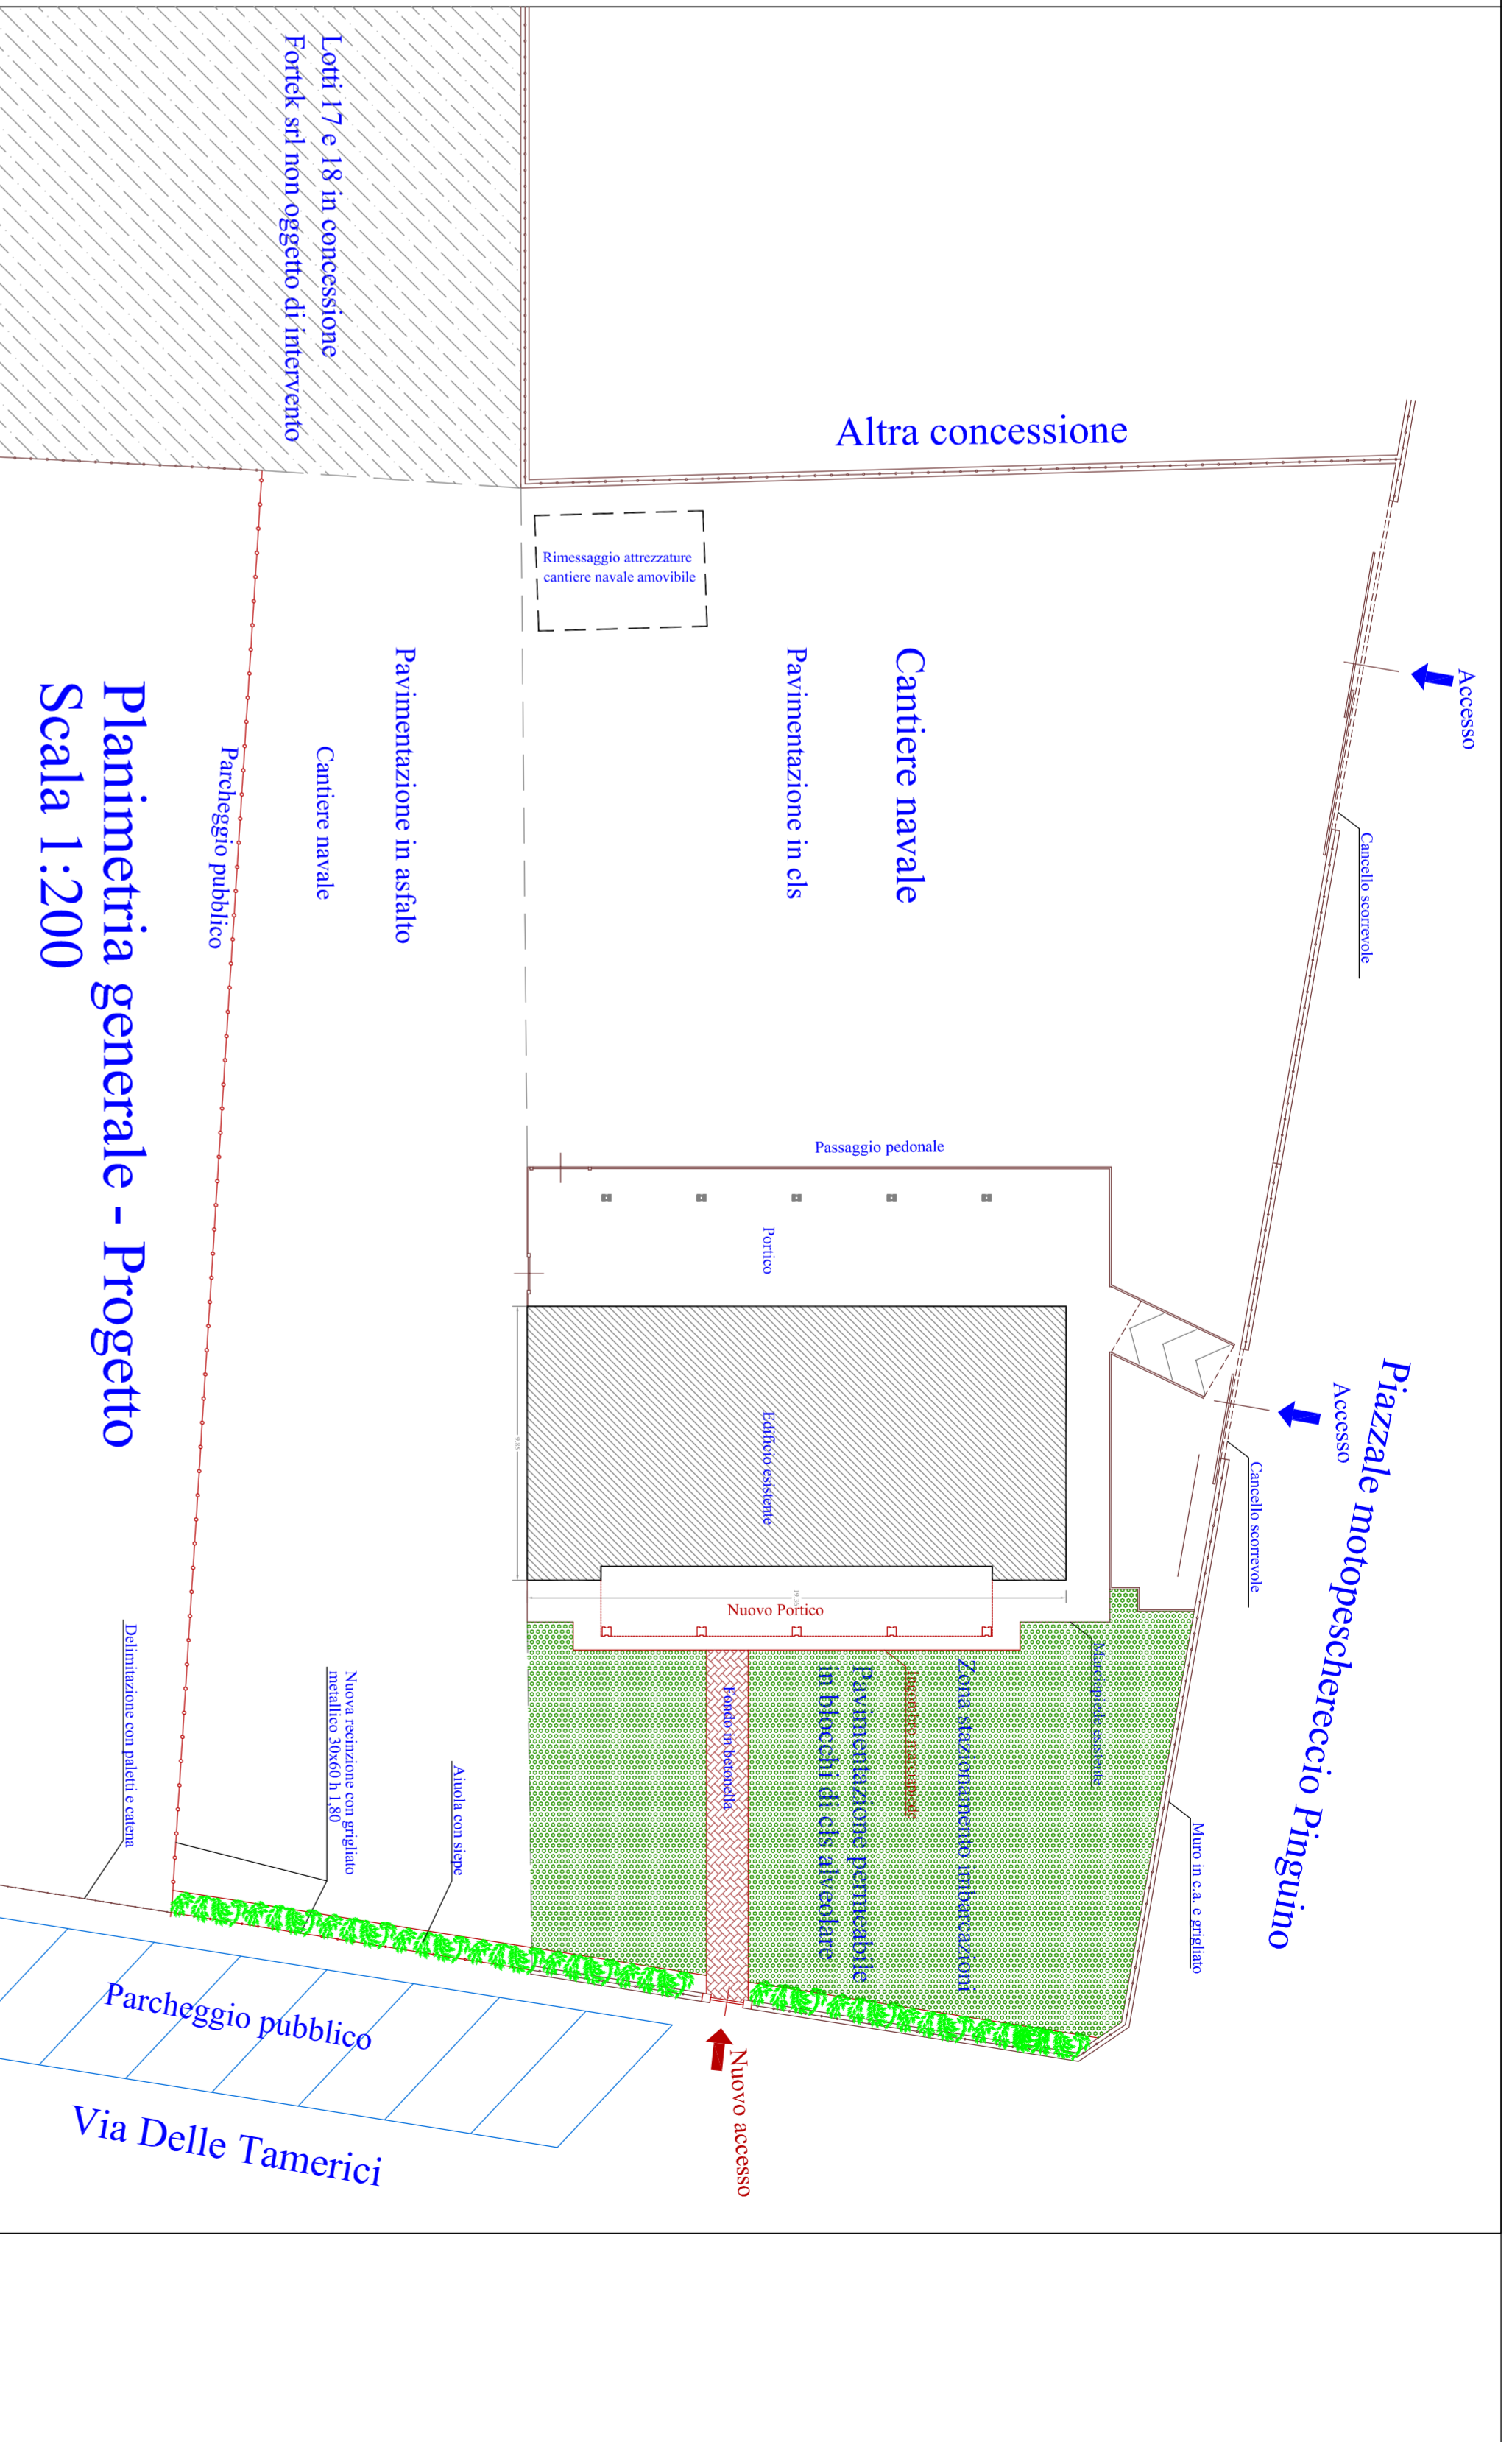 Lotti 17 e 18 in concessione
Fortek srl non oggetto di intervento
Altra concessione
Rimessaggio attrezzature
cantiere navale amovibile
Accesso
Cancello scorrevole
Cantiere navale
Pavimentazione in cls
Pavimentazione in asfalto
Cantiere navale
Parcheggio pubblico
Planimetria generale - Progetto
Scala 1:200
Passaggio pedonale
Portico
Edificio esistente
Accesso
Cancello scorrevole
Piazzale motopeschereccio Pinguino
Nuovo Portico
Marciapiede esistente
Ingombro marciapiede
Zona stazionamento imbarcazioni
Pavimentazione permeabile
in blocchi di cls alveolare
Fondo in betonella
Muro in c.a. e grigliato
Aiuola con siepe
Nuova recinzione con grigliato
metallico 30x60 h 1,80
Delimitazione con paletti e catena
Parcheggio pubblico
Via Delle Tamerici
Nuovo accesso